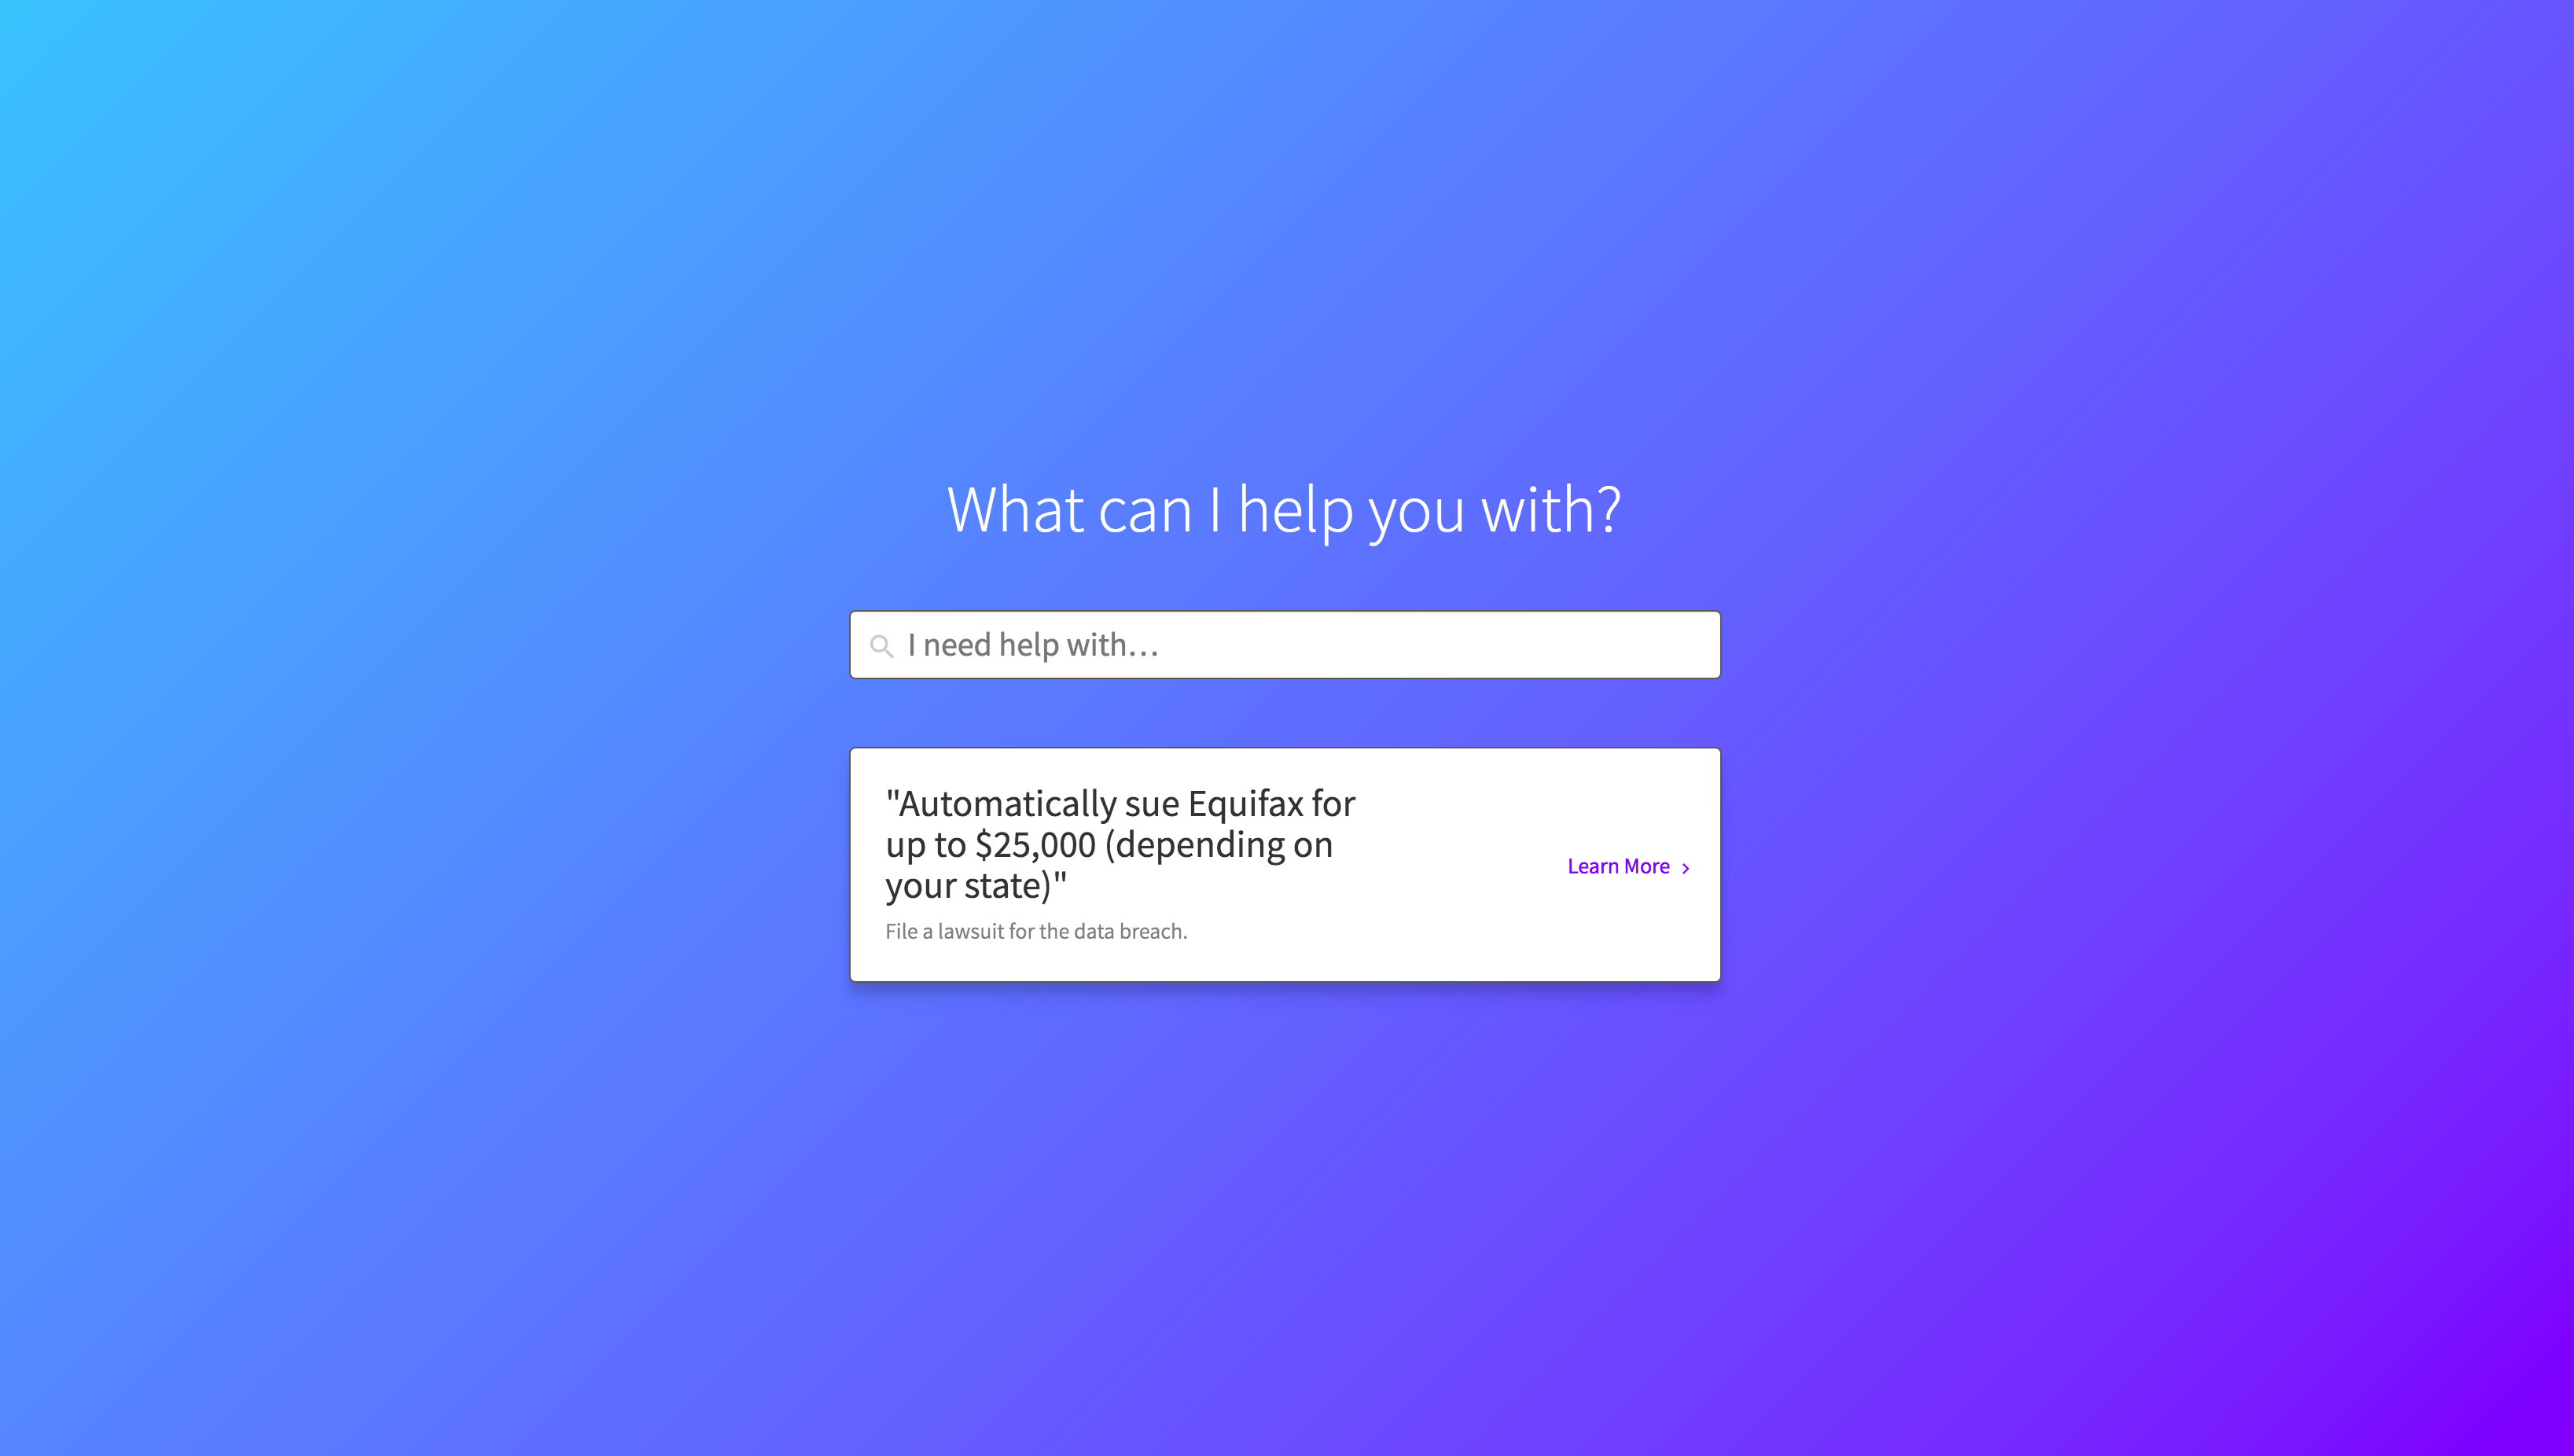 What can I help you with?
I need help with...
"Automatically sue Equifax for
up to $25,000 (depending on
your state)"
Learn More
File a lawsuit for the data breach.